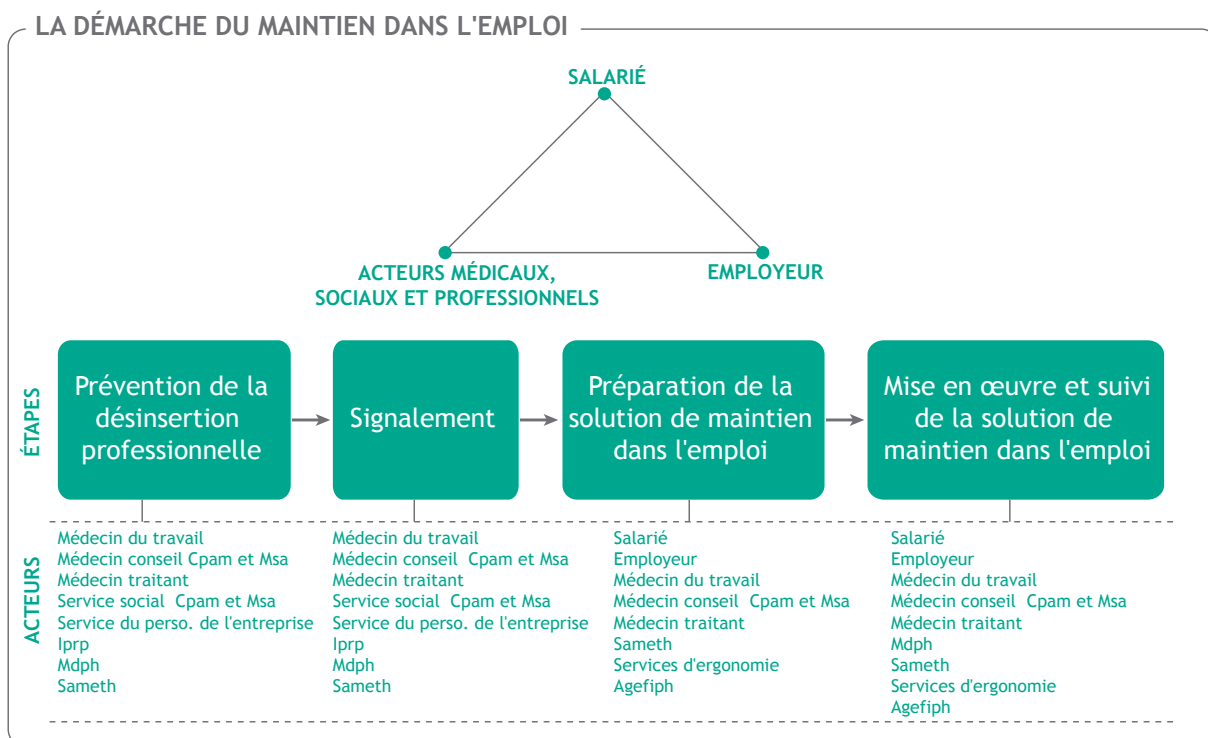 LA DÉMARCHE DU MAINTIEN DANS L'EMPLOI
SALARIÉ
ACTEURS MÉDICAUX,
SOCIAUX ET PROFESSIONNELS
EMPLOYEUR
ÉTAPES
Prévention de la
désinsertion
professionnelle
Signalement
Préparation de la
solution de maintien
dans l'emploi
Mise en œuvre et suivi
de la solution de
maintien dans l'emploi
ACTEURS
Médecin du travail
Médecin conseil Cpam et Msa
Médecin traitant
Service social Cpam et Msa
Service du perso. de l'entreprise
Iprp
Mdph
Sameth
Médecin du travail
Médecin conseil Cpam et Msa
Médecin traitant
Service social Cpam et Msa
Service du perso. de l'entreprise
Iprp
Mdph
Sameth
Salarié
Employeur
Médecin du travail
Médecin conseil Cpam et Msa
Médecin traitant
Sameth
Services d'ergonomie
Agefiph
Salarié
Employeur
Médecin du travail
Médecin conseil Cpam et Msa
Médecin traitant
Mdph
Sameth
Services d'ergonomie
Agefiph